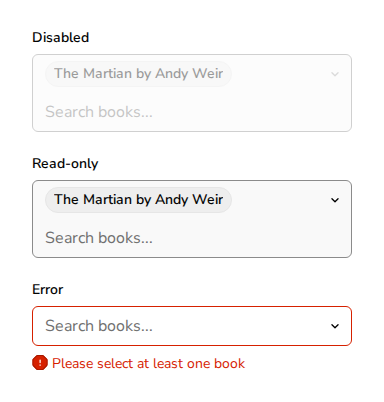 Disabled
The Martian by Andy Weir
Search books...
Read-only
The Martian by Andy Weir
Search books...
Error
Search books...
Please select at least one book